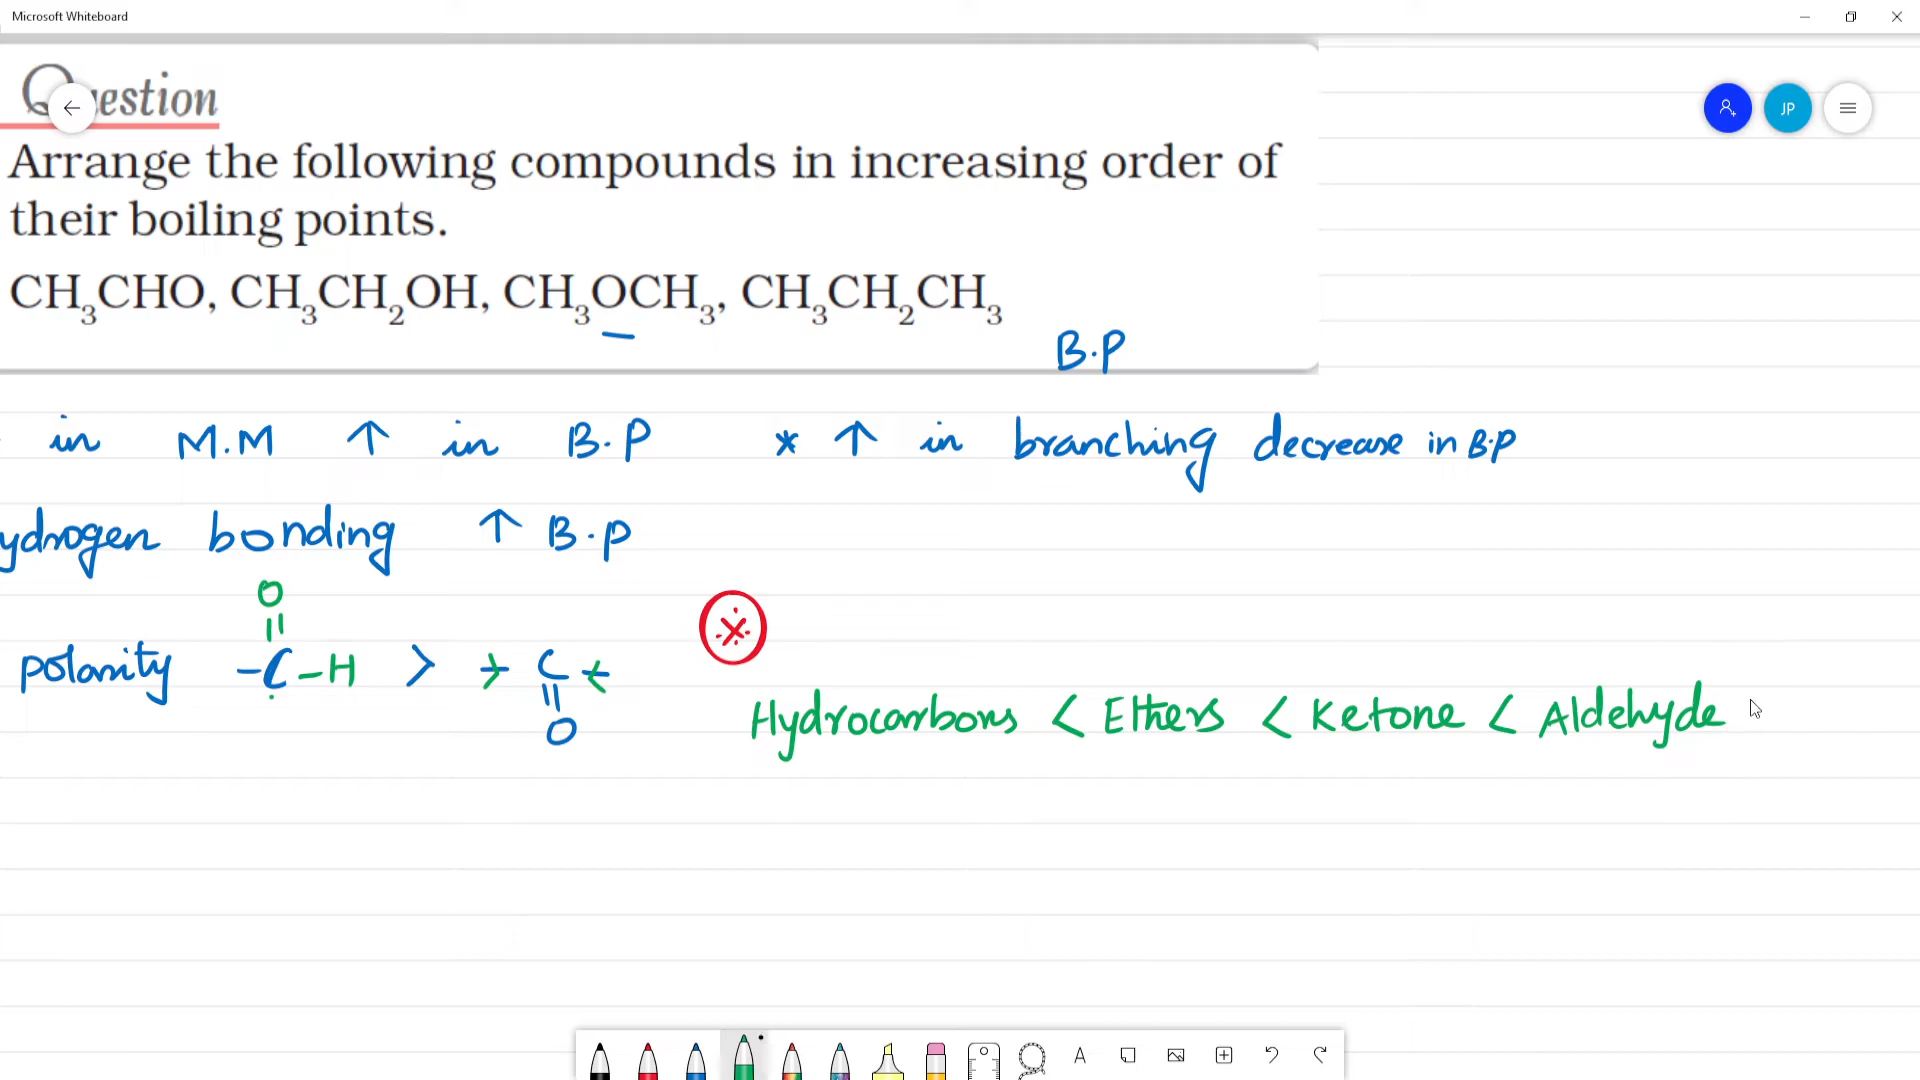 Microsoft Whiteboard
Question
Arrange the following compounds in increasing order of
their boiling points.
CH₃CHO, CH₃CH₂OH, CH₃OCH₃, CH₃CH₂CH₃
B.P
in M.M ↑ in B.P * ↑ in branching decrease in B.P
ydrogen bonding ↑ B.P
O
||
polarity -C-H > C
||
O
Hydrocarbons < Ethers < Ketone < Aldehyde
JP
A